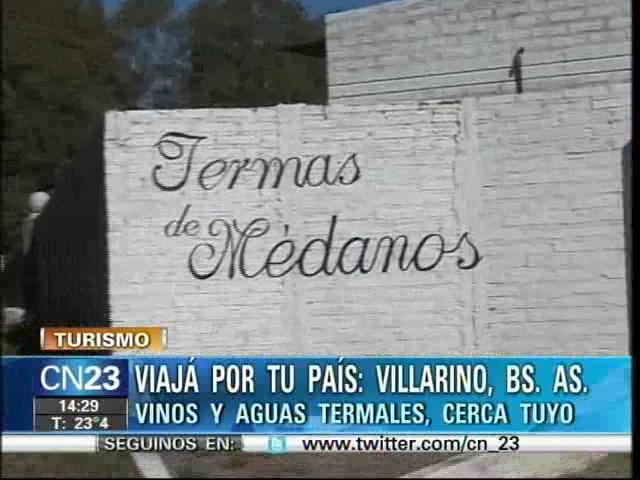 Termas
de Médanos
TURISMO
CN23
VIAJÁ POR TU PAÍS: VILLARINO, BS. AS.
14:29
T: 23°4
VINOS Y AGUAS TERMALES, CERCA TUYO
SEGUINOS EN: www.twitter.com/cn_23